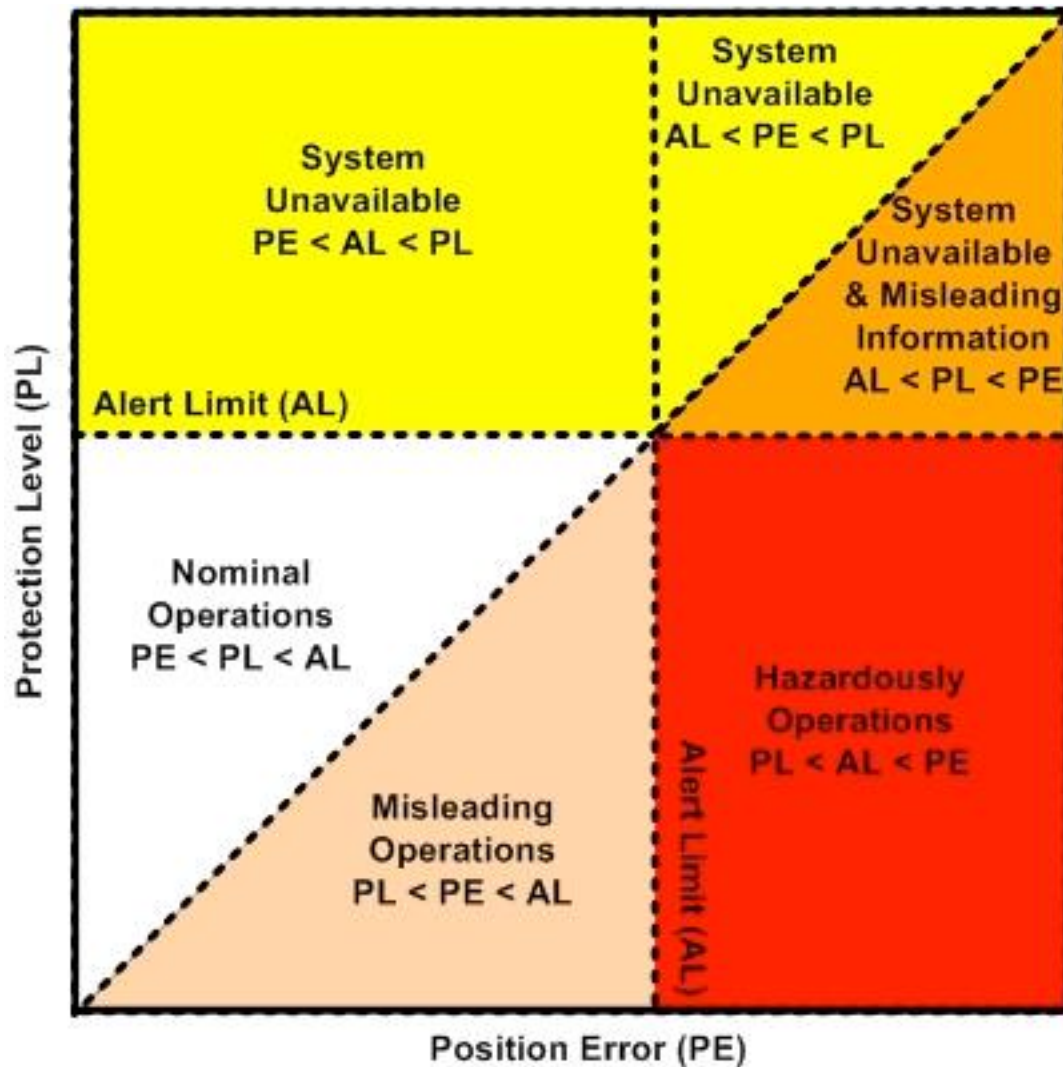 System
Unavailable
AL < PE < PL
System
Unavailable
PE < AL < PL
System
Unavailable
& Misleading
Information
AL < PL < PE
Alert Limit (AL)
Protection Level (PL)
Nominal
Operations
PE < PL < AL
Hazardously
Operations
PL < AL < PE
Alert Limit (AL)
Misleading
Operations
PL < PE < AL
Position Error (PE)